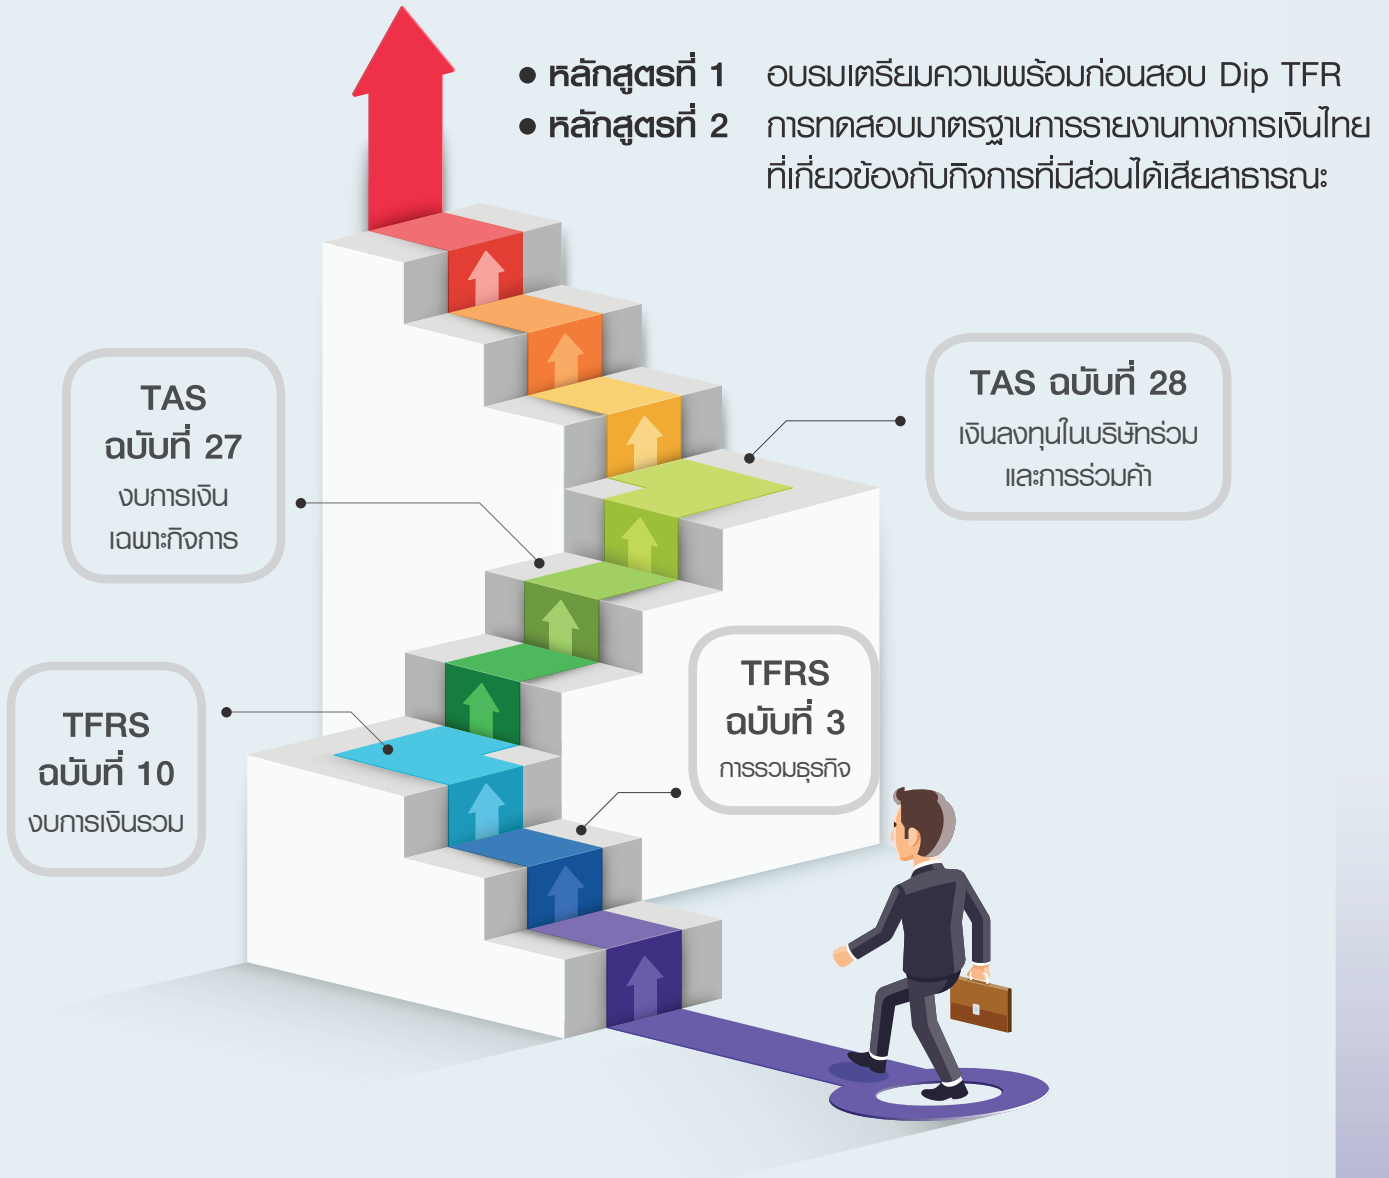 ● หลักสูตรที่ 1 อบรมเตรียมความพร้อมก่อนสอบ Dip TFR
● หลักสูตรที่ 2 การทดสอบมาตรฐานการรายงานทางการเงินไทย
ที่เกี่ยวข้องกับกิจการที่มีส่วนได้เสียสาธารณะ
TAS
ฉบับที่ 27
งบการเงิน
เฉพาะกิจการ
TAS ฉบับที่ 28
เงินลงทุนในบริษัทร่วม
และการร่วมค้า
TFRS
ฉบับที่ 10
งบการเงินรวม
TFRS
ฉบับที่ 3
การรวมธุรกิจ